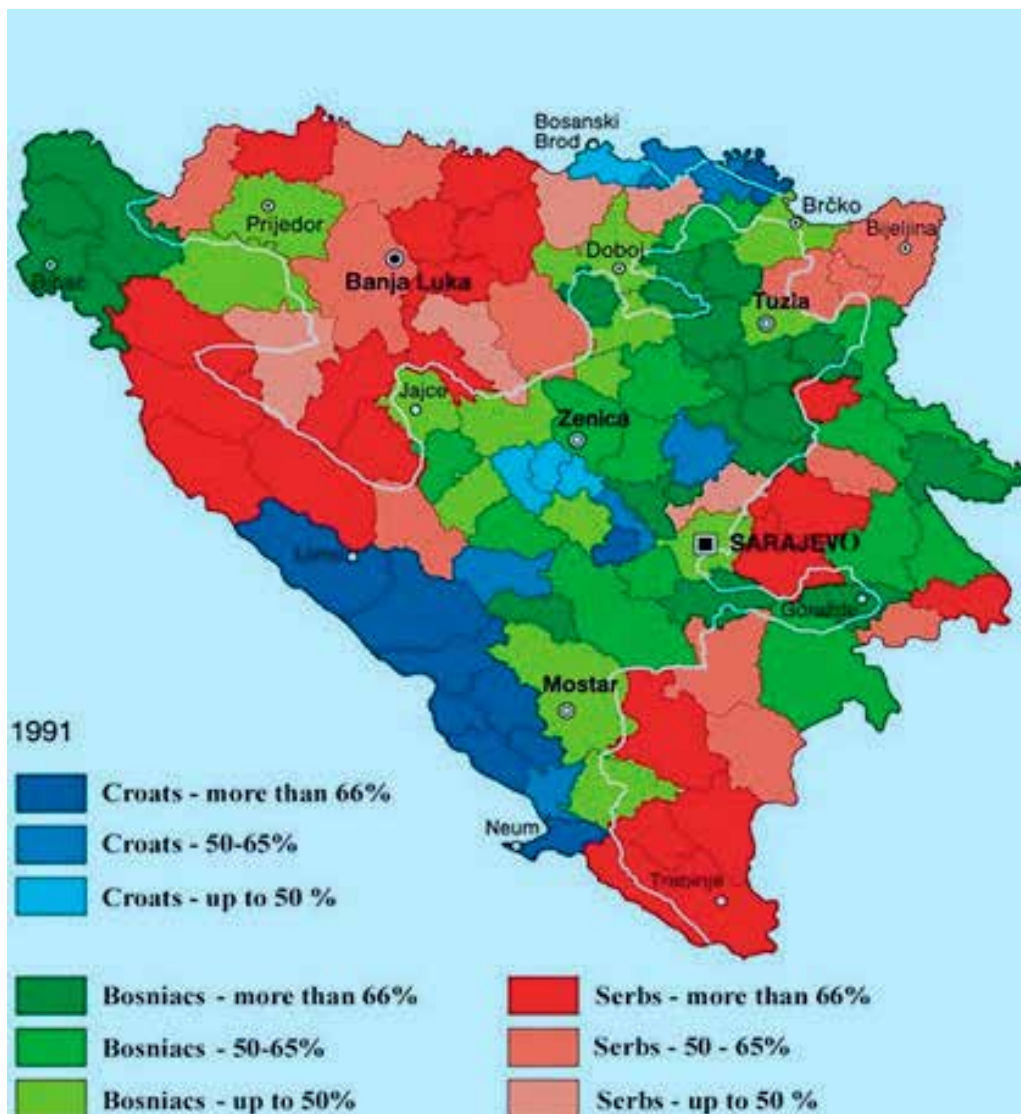 Bosanski
Brod
Brčko
Prijedor
Bijeljina
Doboj
Bihać
Banja Luka
Tuzla
Jajce
Zenica
SARAJEVO
Goražde
Mostar
1991
Croats - more than 66%
Croats - 50-65%
Neum
Croats - up to 50 %
Trebinje
Bosniacs - more than 66%
Serbs - more than 66%
Bosniacs - 50-65%
Serbs - 50 - 65%
Bosniacs - up to 50%
Serbs - up to 50 %